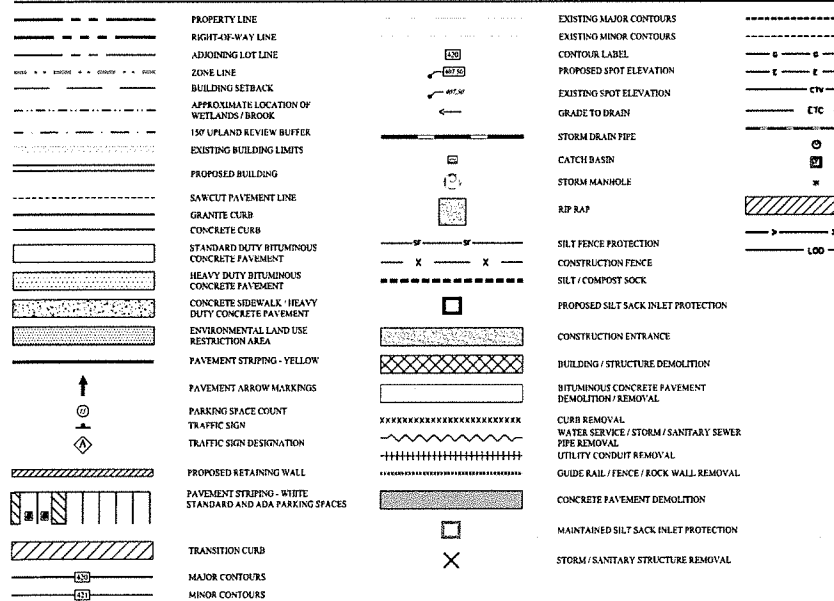 PROPERTY LINE
RIGHT-OF-WAY LINE
ADJOINING LOT LINE
ZONE LINE
BUILDING SETBACK
APPROXIMATE LOCATION OF
WETLANDS / BROOK
150' UPLAND REVIEW BUFFER
EXISTING BUILDING LIMITS
PROPOSED BUILDING
SAWCUT PAVEMENT LINE
GRANITE CURB
CONCRETE CURB
STANDARD DUTY BITUMINOUS
CONCRETE PAVEMENT
HEAVY DUTY BITUMINOUS
CONCRETE PAVEMENT
CONCRETE SIDEWALK / HEAVY
DUTY CONCRETE PAVEMENT
ENVIRONMENTAL LAND USE
RESTRICTION AREA
PAVEMENT STRIPING - YELLOW
PAVEMENT ARROW MARKINGS
PARKING SPACE COUNT
TRAFFIC SIGN
A
TRAFFIC SIGN DESIGNATION
PROPOSED RETAINING WALL
PAVEMENT STRIPING - WHITE
STANDARD AND ADA PARKING SPACES
TRANSITION CURB
420
MAJOR CONTOURS
421
MINOR CONTOURS
EXISTING MAJOR CONTOURS
EXISTING MINOR CONTOURS
420
CONTOUR LABEL
407.50
PROPOSED SPOT ELEVATION
407.50
EXISTING SPOT ELEVATION
GRADE TO DRAIN
STORM DRAIN PIPE
CATCH BASIN
STORM MANHOLE
RIP RAP
SF SF
SILT FENCE PROTECTION
X X
CONSTRUCTION FENCE
SILT / COMPOST SOCK
PROPOSED SILT SACK INLET PROTECTION
CONSTRUCTION ENTRANCE
BUILDING / STRUCTURE DEMOLITION
BITUMINOUS CONCRETE PAVEMENT
DEMOLITION / REMOVAL
CURB REMOVAL
WATER SERVICE / STORM / SANITARY SEWER
PIPE REMOVAL
UTILITY CONDUIT REMOVAL
GUIDE RAIL / FENCE / ROCK WALL REMOVAL
CONCRETE PAVEMENT DEMOLITION
MAINTAINED SILT SACK INLET PROTECTION
STORM / SANITARY STRUCTURE REMOVAL
G G
E E
CTV
ETC
LOD